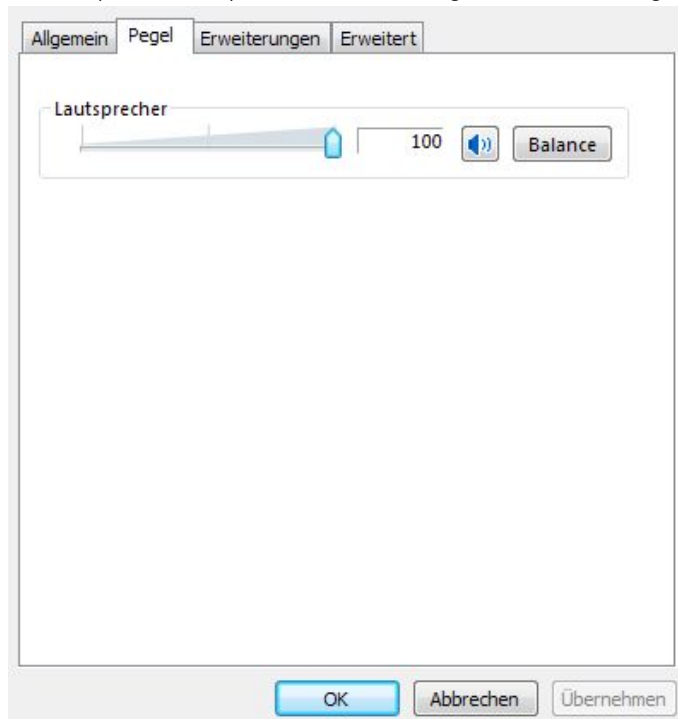 Allgemein Pegel Erweiterungen Erweitert
Lautsprecher
100 Balance
OK Abbrechen Übernehmen